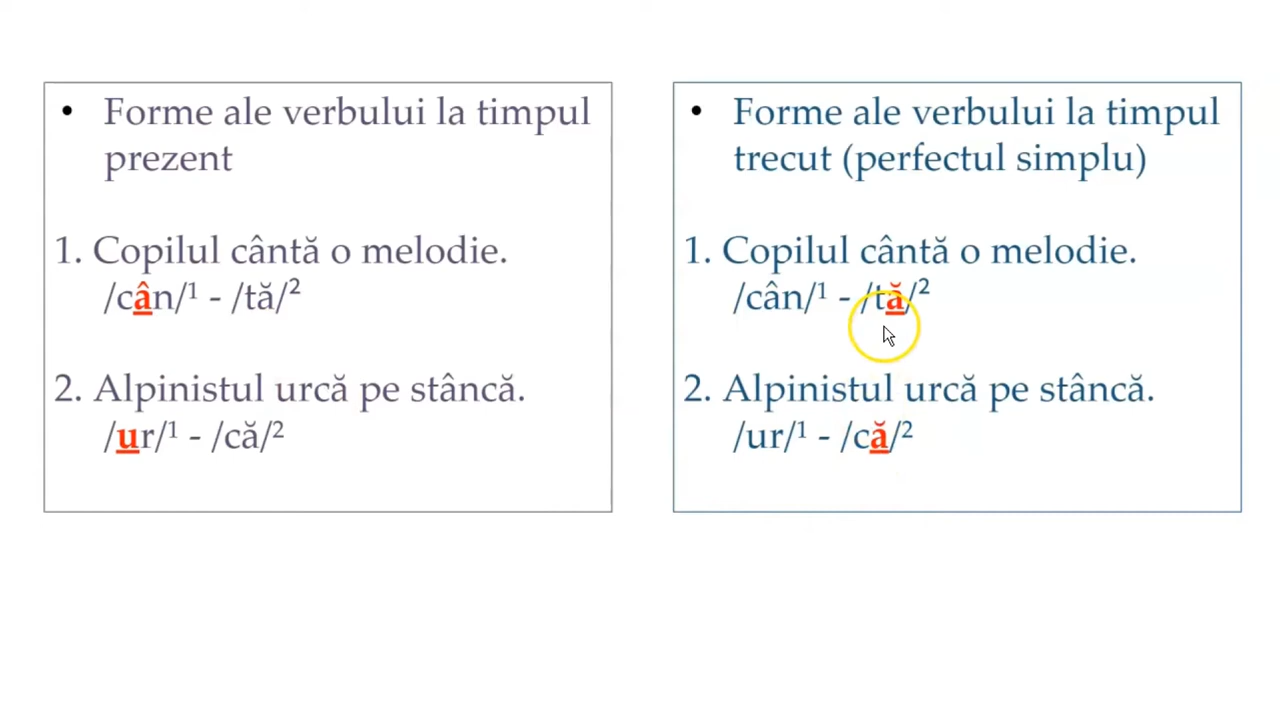 • Forme ale verbului la timpul
prezent
1. Copilul cântă o melodie.
/cân/¹ - /tă/²
2. Alpinistul urcă pe stâncă.
/ur/¹ - /că/²
• Forme ale verbului la timpul
trecut (perfectul simplu)
1. Copilul cântă o melodie.
/cân/¹ - /tă/²
2. Alpinistul urcă pe stâncă.
/ur/¹ - /că/²